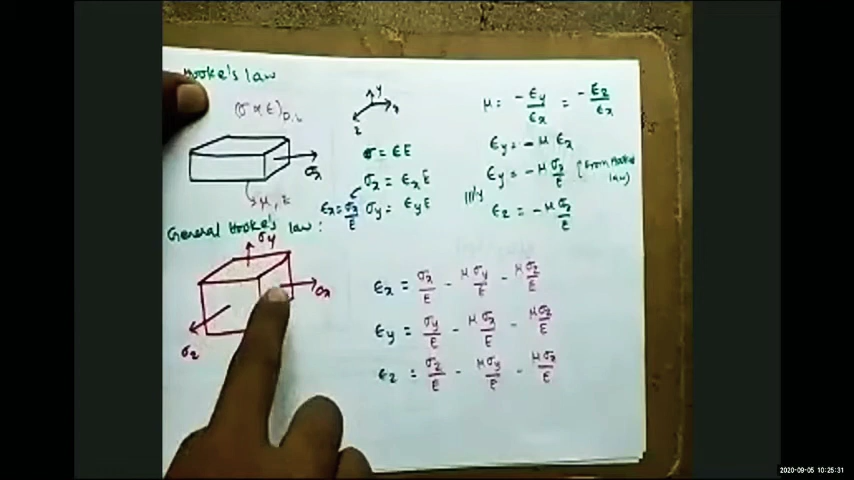 Hooke's law
(σ ∝ ε)P.L
y
x
z
σ = εE
σx
σx = εx E
εx = σx/E
σy = εy E
μ, E
μ = -εy/εx = -εz/εx
εy = -μ εx
εy = -μ σx/E (From Hooke's law)
|||ly εz = -μ σx/E
General Hooke's law :
σy
σx
σz
εx = σx/E - μσy/E - μσz/E
εy = σy/E - μσx/E - μσz/E
εz = σz/E - μσy/E - μσx/E
2020-09-05 10:25:31